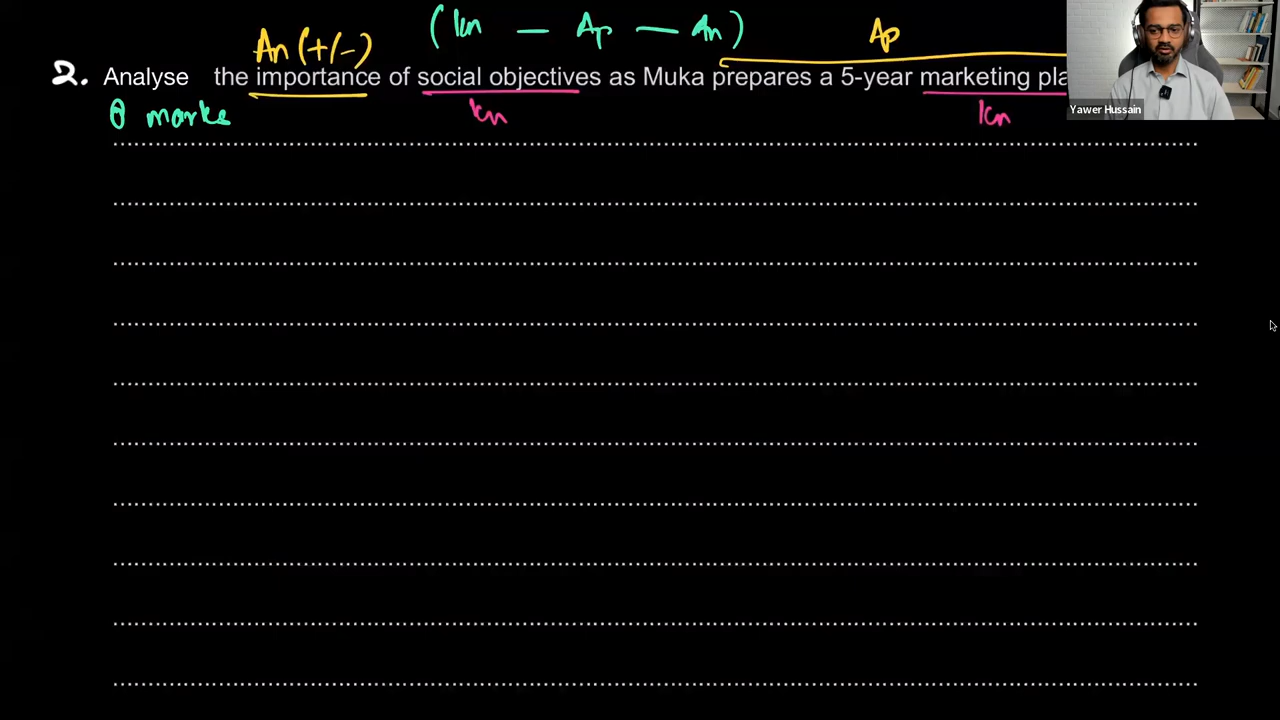 An (+/-) (kn — Ap — An) Ap
2. Analyse the importance of social objectives as Muka prepares a 5-year marketing pla
8 marks kn kn
Yawer Hussain